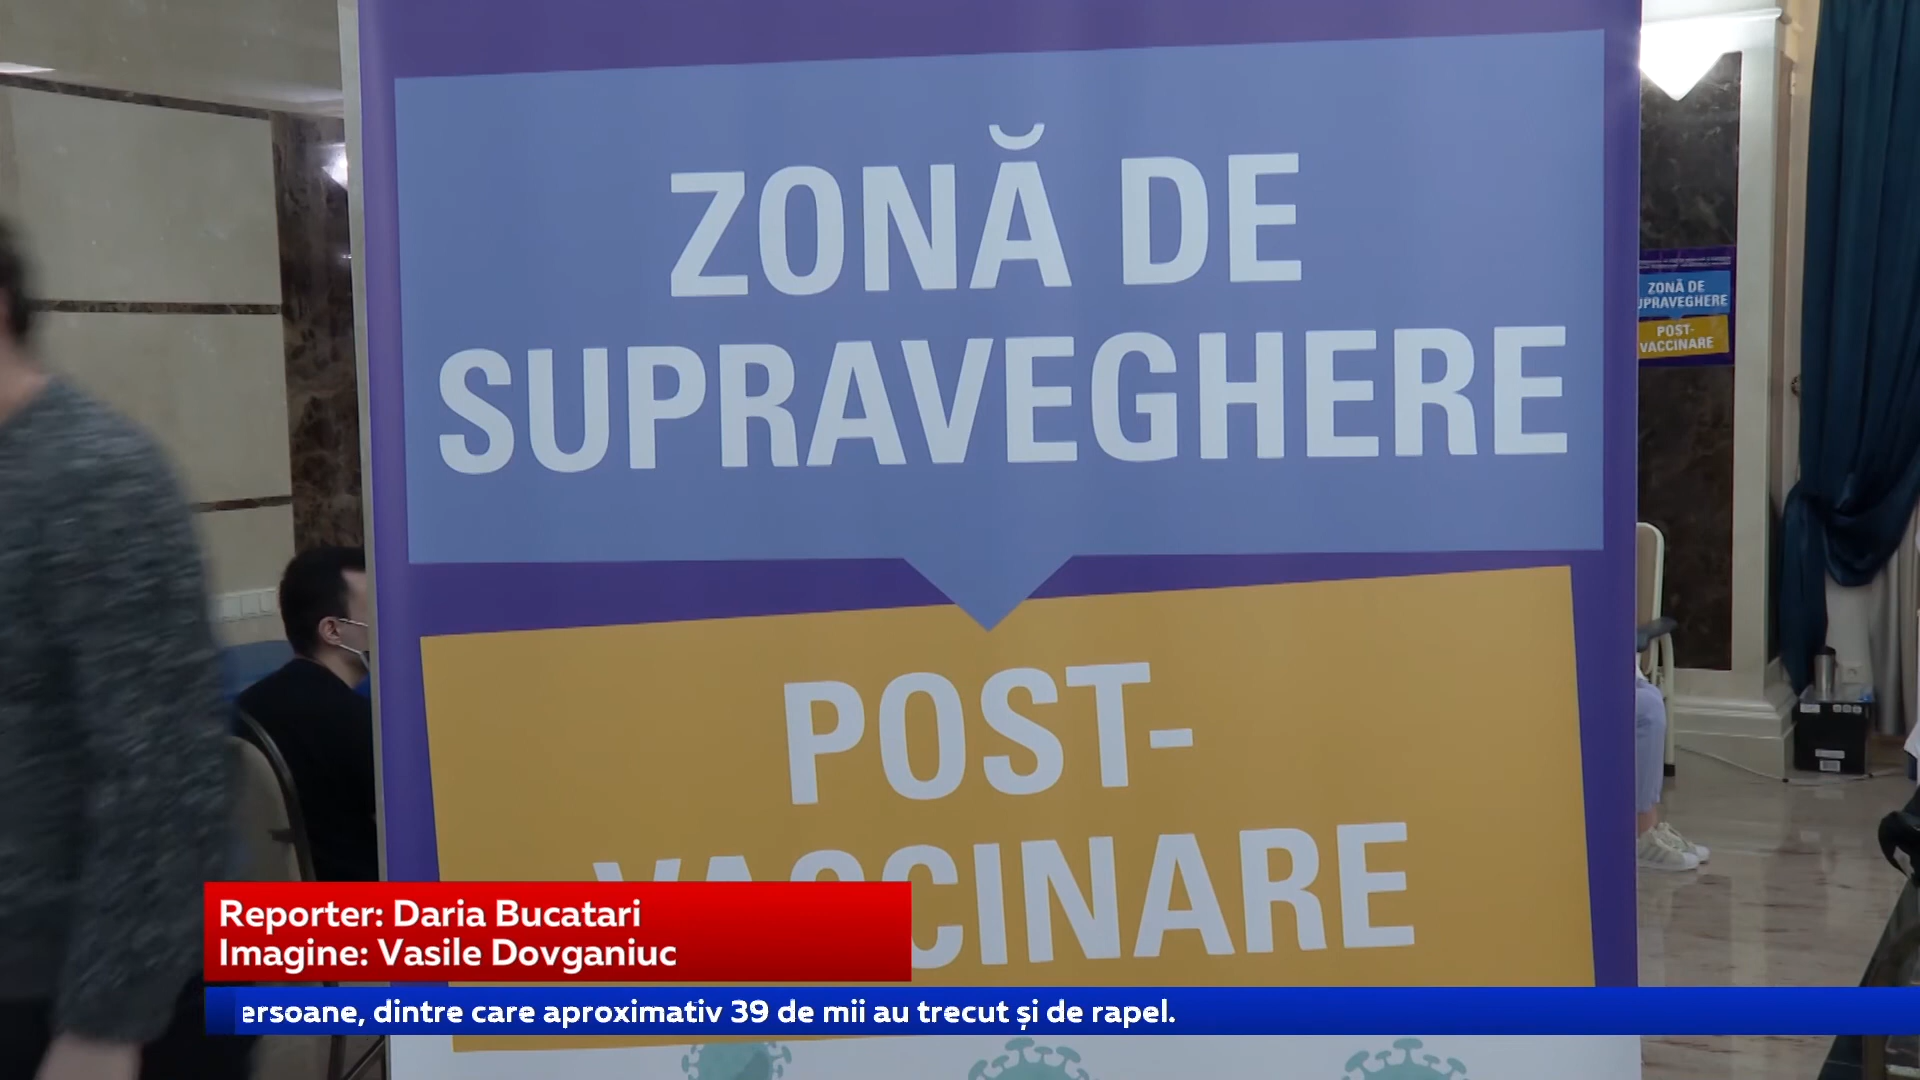 ZONĂ DE
SUPRAVEGHERE
POST-
VACCINARE
ZONĂ DE
UPRAVEGHERE
POST-
VACCINARE
Reporter: Daria Bucatari
Imagine: Vasile Dovganiuc
ersoane, dintre care aproximativ 39 de mii au trecut și de rapel.